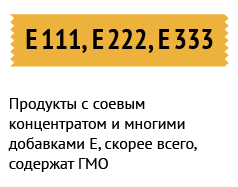 E 111, E 222, E 333
Продукты с соевым
концентратом и многими
добавками Е, скорее всего,
содержат ГМО